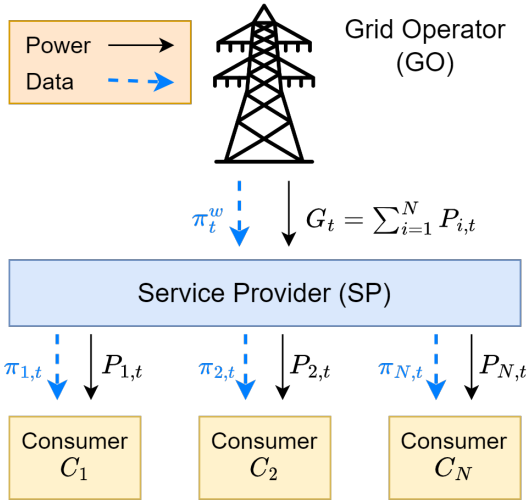 Power
Data
Grid Operator
(GO)
π_t^w
G_t = ∑_{i=1}^N P_{i,t}
Service Provider (SP)
π_{1,t} P_{1,t} π_{2,t} P_{2,t} π_{N,t} P_{N,t}
Consumer Consumer Consumer
C_1 C_2 C_N